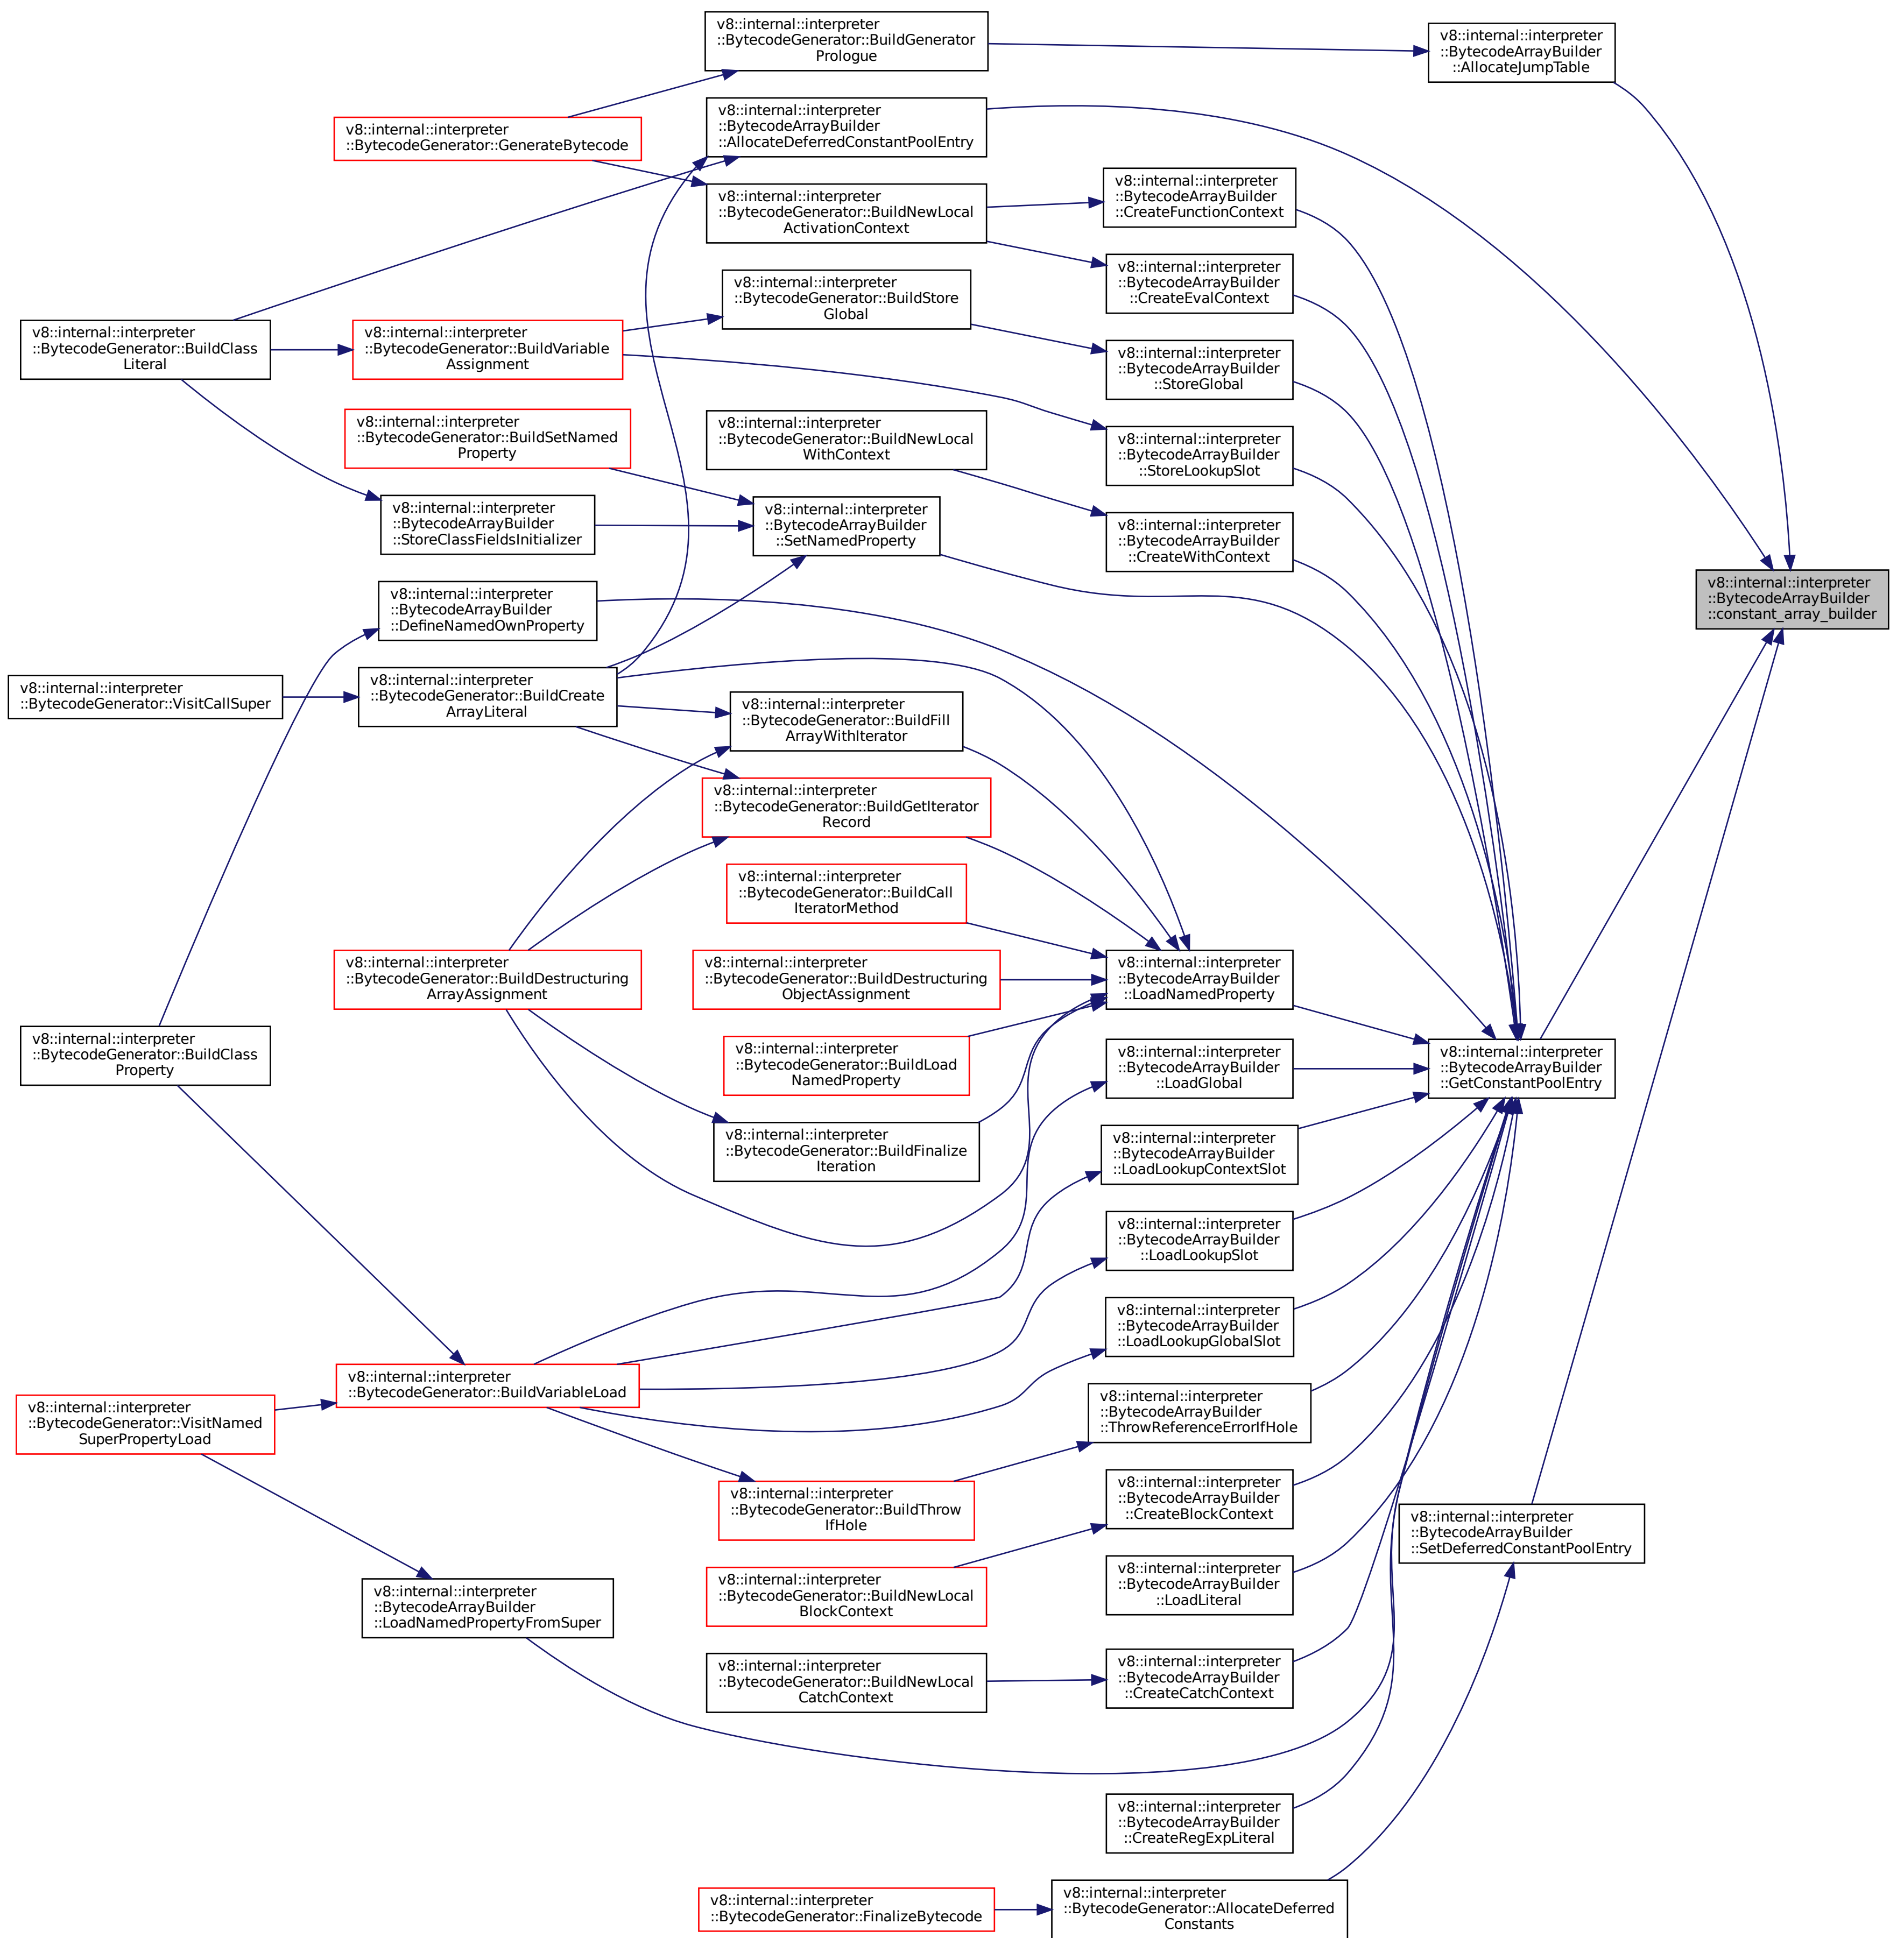 v8::internal::interpreter
::BytecodeGenerator::BuildGenerator
Prologue
v8::internal::interpreter
::BytecodeArrayBuilder
::AllocateJumpTable
v8::internal::interpreter
::BytecodeArrayBuilder
::AllocateDeferredConstantPoolEntry
v8::internal::interpreter
::BytecodeGenerator::GenerateBytecode
v8::internal::interpreter
::BytecodeArrayBuilder
::CreateFunctionContext
v8::internal::interpreter
::BytecodeGenerator::BuildNewLocal
ActivationContext
v8::internal::interpreter
::BytecodeArrayBuilder
::CreateEvalContext
v8::internal::interpreter
::BytecodeGenerator::BuildStore
Global
v8::internal::interpreter
::BytecodeGenerator::BuildClass
Literal
v8::internal::interpreter
::BytecodeGenerator::BuildVariable
Assignment
v8::internal::interpreter
::BytecodeArrayBuilder
::StoreGlobal
v8::internal::interpreter
::BytecodeGenerator::BuildSetNamed
Property
v8::internal::interpreter
::BytecodeGenerator::BuildNewLocal
WithContext
v8::internal::interpreter
::BytecodeArrayBuilder
::StoreLookupSlot
v8::internal::interpreter
::BytecodeArrayBuilder
::StoreClassFieldsInitializer
v8::internal::interpreter
::BytecodeArrayBuilder
::SetNamedProperty
v8::internal::interpreter
::BytecodeArrayBuilder
::CreateWithContext
v8::internal::interpreter
::BytecodeArrayBuilder
::constant_array_builder
v8::internal::interpreter
::BytecodeArrayBuilder
::DefineNamedOwnProperty
v8::internal::interpreter
::BytecodeGenerator::VisitCallSuper
v8::internal::interpreter
::BytecodeGenerator::BuildCreate
ArrayLiteral
v8::internal::interpreter
::BytecodeGenerator::BuildFill
ArrayWithIterator
v8::internal::interpreter
::BytecodeGenerator::BuildGetIterator
Record
v8::internal::interpreter
::BytecodeGenerator::BuildCall
IteratorMethod
v8::internal::interpreter
::BytecodeGenerator::BuildDestructuring
ArrayAssignment
v8::internal::interpreter
::BytecodeGenerator::BuildDestructuring
ObjectAssignment
v8::internal::interpreter
::BytecodeArrayBuilder
::LoadNamedProperty
v8::internal::interpreter
::BytecodeGenerator::BuildClass
Property
v8::internal::interpreter
::BytecodeGenerator::BuildLoad
NamedProperty
v8::internal::interpreter
::BytecodeArrayBuilder
::LoadGlobal
v8::internal::interpreter
::BytecodeArrayBuilder
::GetConstantPoolEntry
v8::internal::interpreter
::BytecodeGenerator::BuildFinalize
Iteration
v8::internal::interpreter
::BytecodeArrayBuilder
::LoadLookupContextSlot
v8::internal::interpreter
::BytecodeArrayBuilder
::LoadLookupSlot
v8::internal::interpreter
::BytecodeArrayBuilder
::LoadLookupGlobalSlot
v8::internal::interpreter
::BytecodeGenerator::BuildVariableLoad
v8::internal::interpreter
::BytecodeGenerator::VisitNamed
SuperPropertyLoad
v8::internal::interpreter
::BytecodeArrayBuilder
::ThrowReferenceErrorIfHole
v8::internal::interpreter
::BytecodeGenerator::BuildThrow
IfHole
v8::internal::interpreter
::BytecodeArrayBuilder
::CreateBlockContext
v8::internal::interpreter
::BytecodeArrayBuilder
::SetDeferredConstantPoolEntry
v8::internal::interpreter
::BytecodeGenerator::BuildNewLocal
BlockContext
v8::internal::interpreter
::BytecodeArrayBuilder
::LoadLiteral
v8::internal::interpreter
::BytecodeArrayBuilder
::LoadNamedPropertyFromSuper
v8::internal::interpreter
::BytecodeGenerator::BuildNewLocal
CatchContext
v8::internal::interpreter
::BytecodeArrayBuilder
::CreateCatchContext
v8::internal::interpreter
::BytecodeArrayBuilder
::CreateRegExpLiteral
v8::internal::interpreter
::BytecodeGenerator::FinalizeBytecode
v8::internal::interpreter
::BytecodeGenerator::AllocateDeferred
Constants